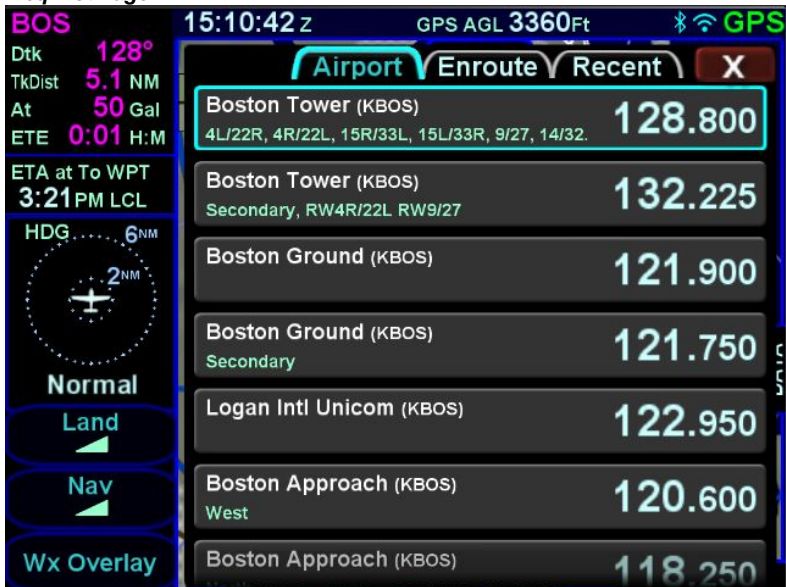 BOS
15:10:42 Z
GPS AGL 3360Ft
GPS
Dtk 128°
TkDist 5.1 NM
At 50 Gal
ETE 0:01 H:M
ETA at To WPT
3:21PM LCL
HDG
6NM
2NM
Normal
Land
Nav
Wx Overlay
Airport
Enroute
Recent
X
Boston Tower (KBOS)
128.800
4L/22R, 4R/22L, 15R/33L, 15L/33R, 9/27, 14/32.
Boston Tower (KBOS)
132.225
Secondary, RW4R/22L RW9/27
Boston Ground (KBOS)
121.900
Boston Ground (KBOS)
121.750
Secondary
Logan Intl Unicom (KBOS)
122.950
Boston Approach (KBOS)
120.600
West
Boston Approach (KBOS)
118.250